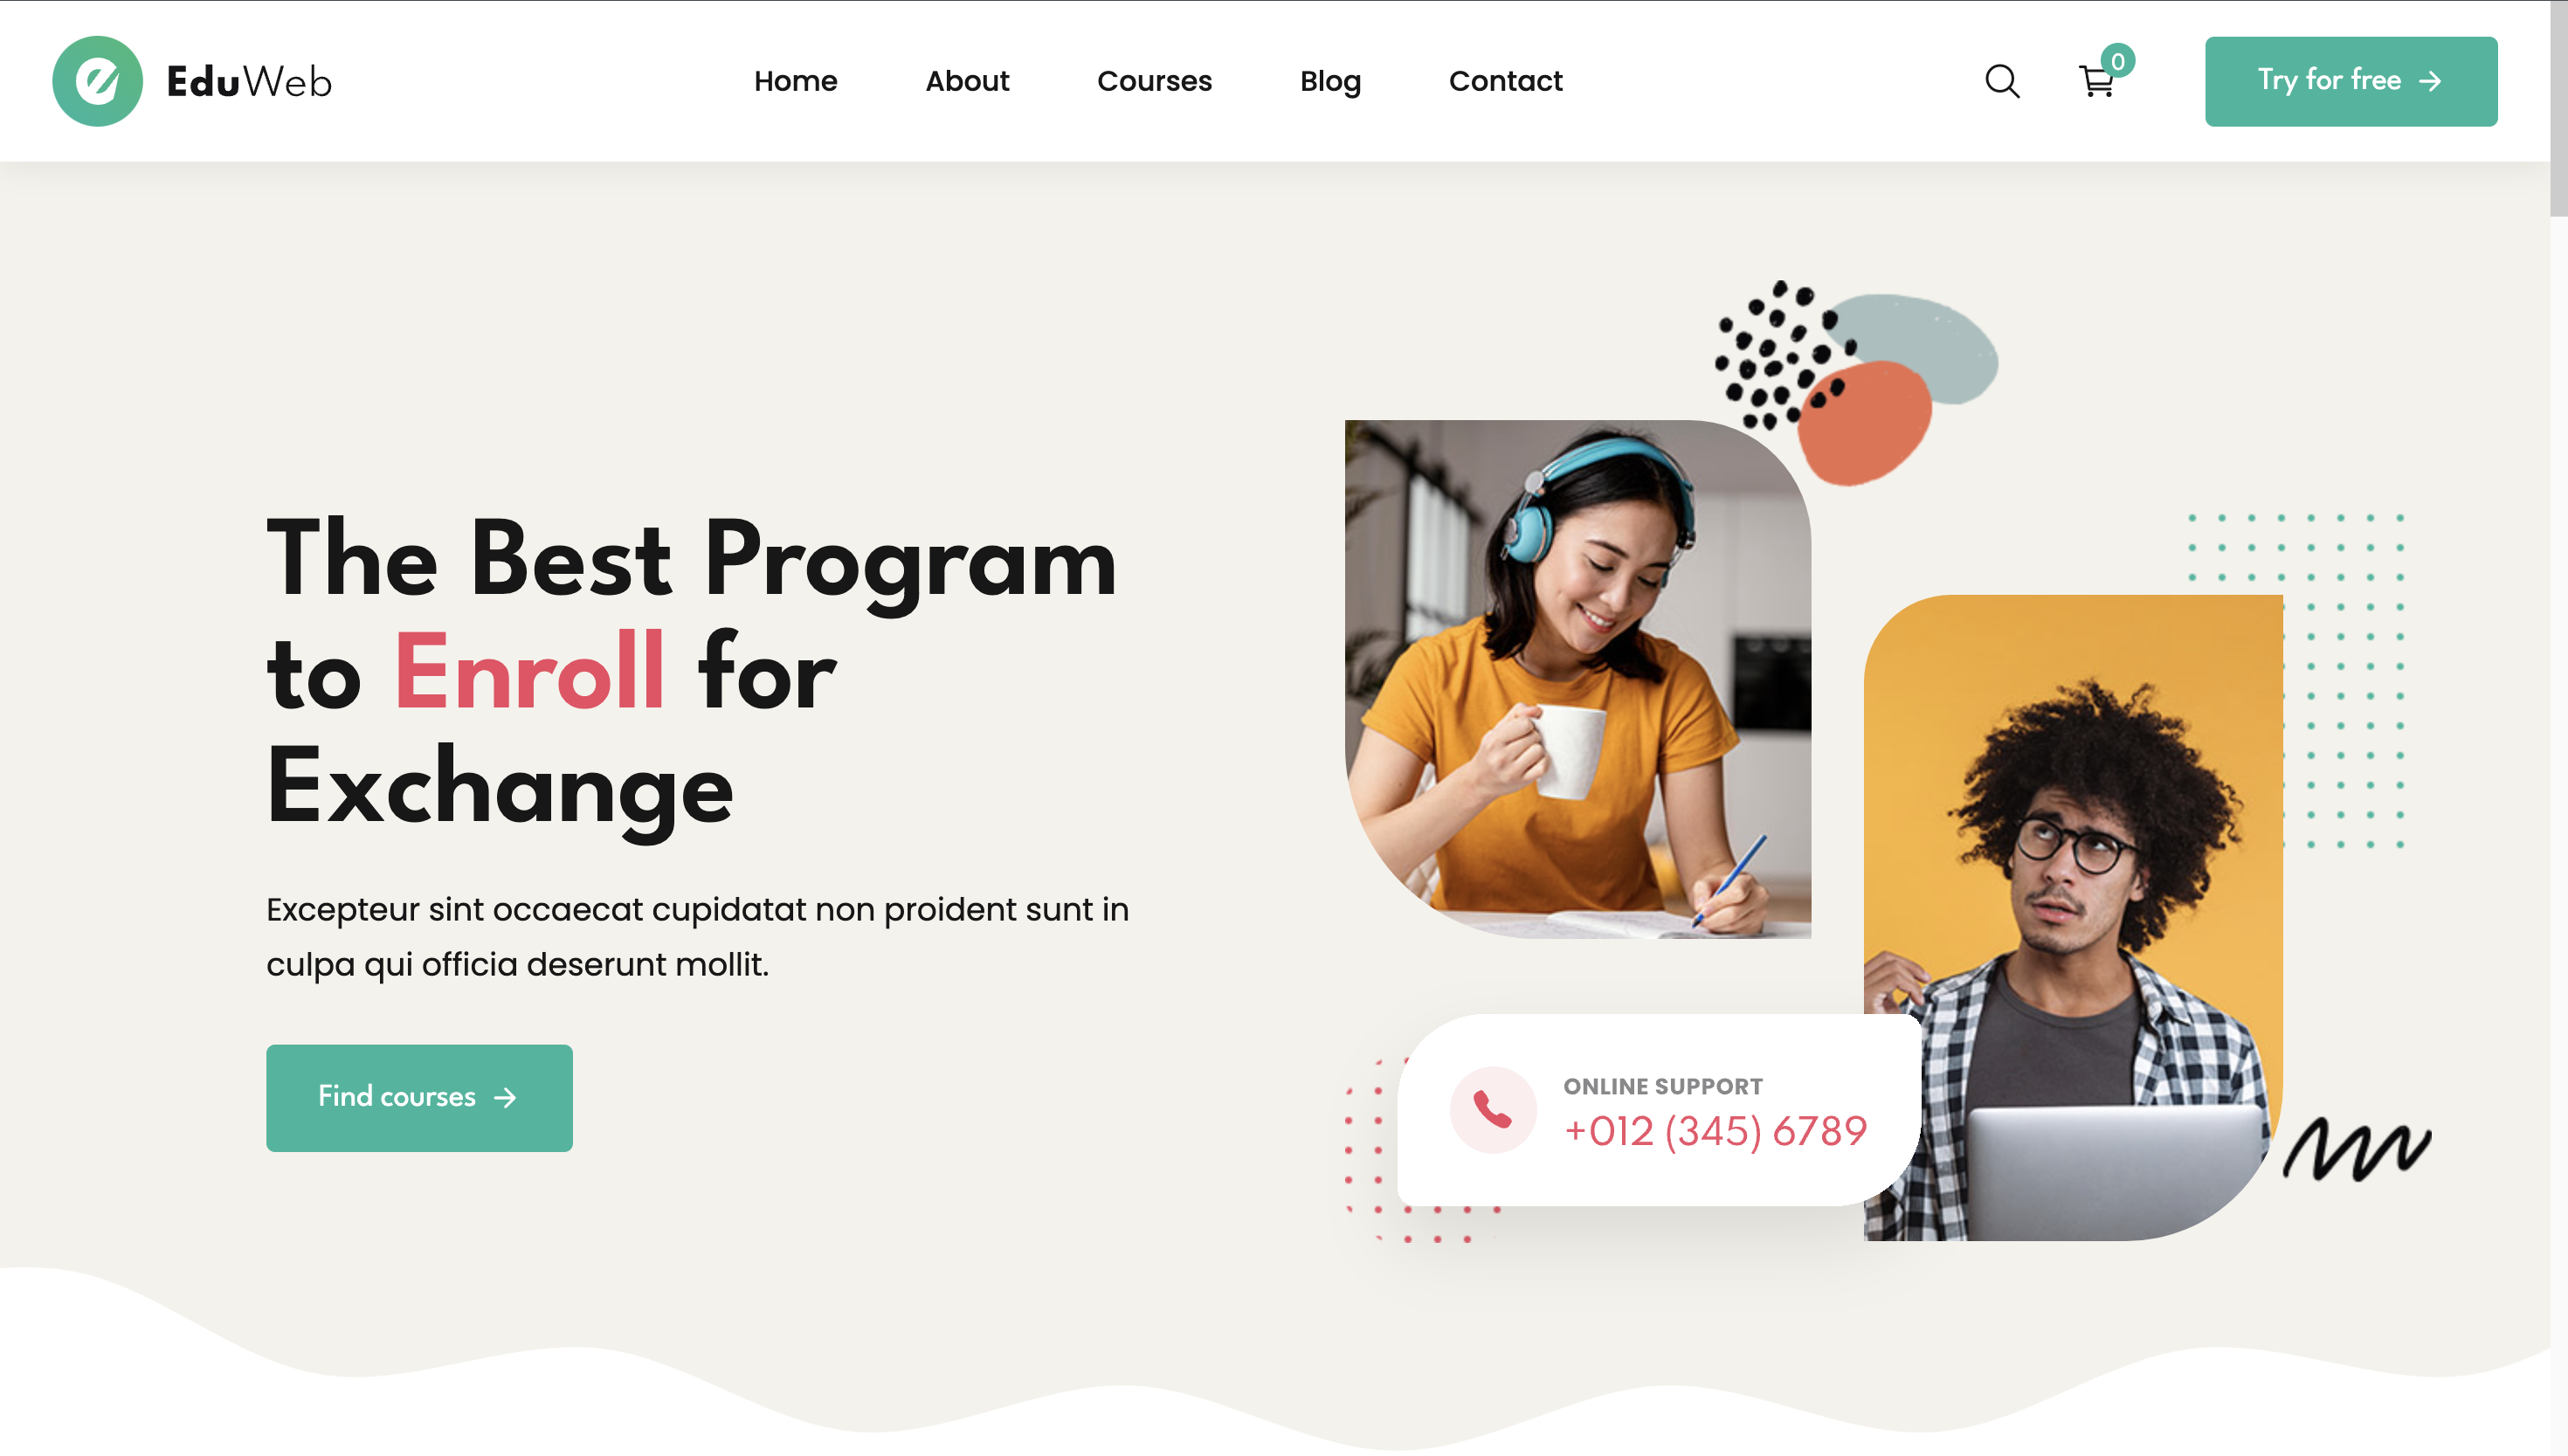 EduWeb
Home
About
Courses
Blog
Contact
0
Try for free →
The Best Program
to Enroll for
Exchange
Excepteur sint occaecat cupidatat non proident sunt in
culpa qui officia deserunt mollit.
Find courses →
ONLINE SUPPORT
+012 (345) 6789